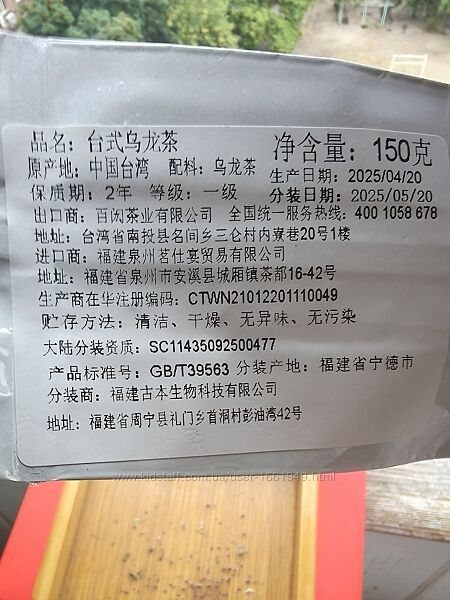 品名：台式乌龙茶
净含量：150克
原产地：中国台湾 配料：乌龙茶
生产日期：2025/04/20
保质期：2年 等级：一级
分装日期：2025/05/20
出口商：百闳茶业有限公司 全国统一服务热线：400 1058 678
地址：台湾省南投县名间乡三仑村内寮巷20号1楼
进口商：福建泉州茗仕宴贸易有限公司
地址：福建省泉州市安溪县城厢镇茶都16-42号
生产商在华注册编码：CTWN21012201110049
贮存方法：清洁、干燥、无异味、无污染
大陆分装资质：SC11435092500477
产品标准号：GB/T39563 分装产地：福建省宁德市
分装商：福建古本生物科技有限公司
地址：福建省周宁县礼门乡首洞村彭油湾42号
www.kidstaff.com.ua/user-1661949.html